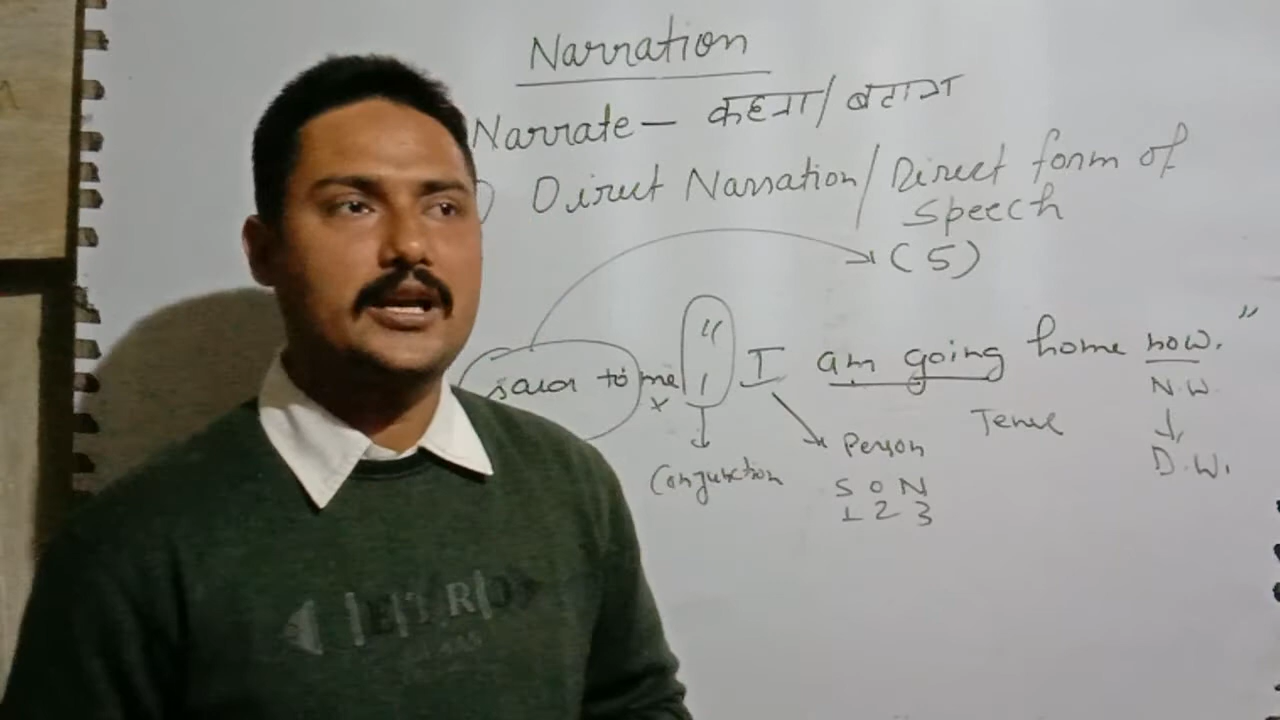 Narration
Narrate – कहना / बताना
) Direct Narration / Direct form of
Speech
(5)
said to me , " I am going home now. "
x
N.W.
Tense
Person
D.W.
Conjunction
S O N
1 2 3